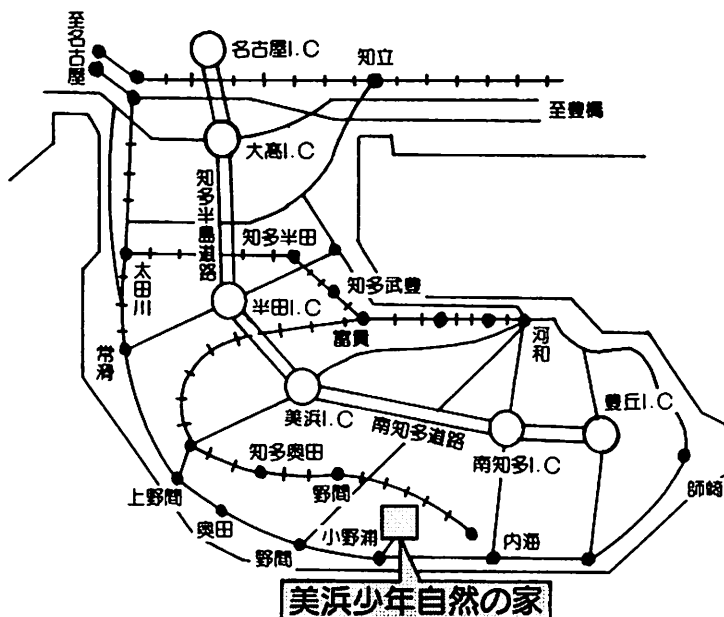 至名古屋
名古屋I.C
知立
至豊橋
大高I.C
知多半島道路
知多半田
太田川
知多武豊
半田I.C
富貴
河和
常滑
美浜I.C
豊丘I.C
南知多道路
南知多I.C
知多奥田
野間
上野間
師崎
奥田
野間
小野浦
内海
美浜少年自然の家